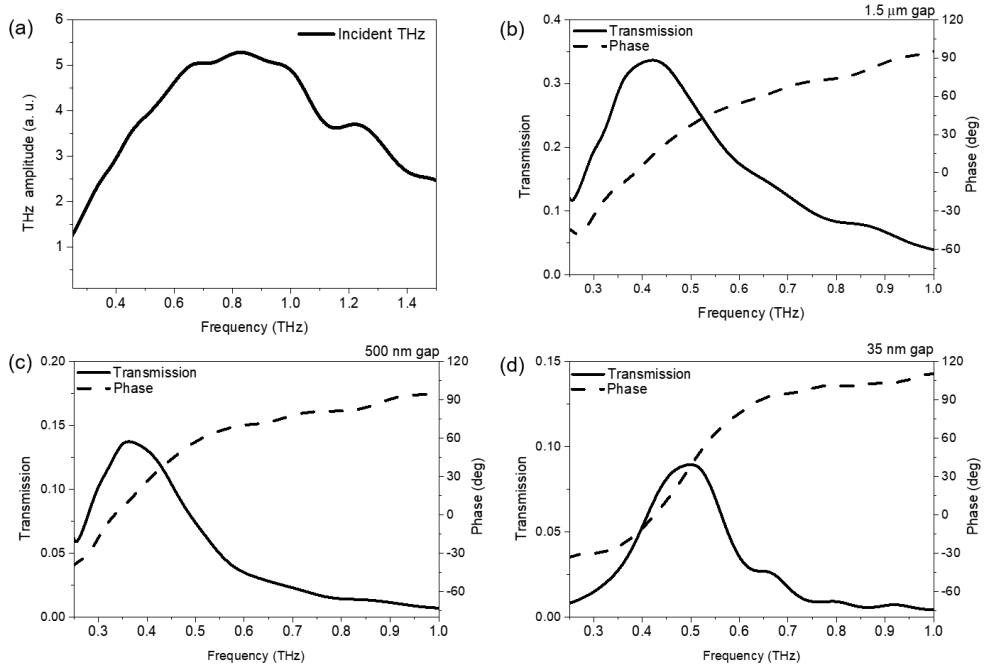 (a)
Incident THz
THz amplitude (a. u.)
6
5
4
3
2
1
0.4 0.6 0.8 1.0 1.2 1.4
Frequency (THz)
(b)
1.5 μm gap
Transmission
Phase
Transmission
0.4
0.3
0.2
0.1
0.0
120
90
60
30
0
-30
-60
Phase (deg)
0.3 0.4 0.5 0.6 0.7 0.8 0.9 1.0
Frequency (THz)
(c)
500 nm gap
Transmission
Phase
Transmission
0.20
0.15
0.10
0.05
0.00
120
90
60
30
0
-30
-60
Phase (deg)
0.3 0.4 0.5 0.6 0.7 0.8 0.9 1.0
Frequency (THz)
(d)
35 nm gap
Transmission
Phase
Transmission
0.15
0.10
0.05
0.00
120
90
60
30
0
-30
-60
Phase (deg)
0.3 0.4 0.5 0.6 0.7 0.8 0.9 1.0
Frequency (THz)